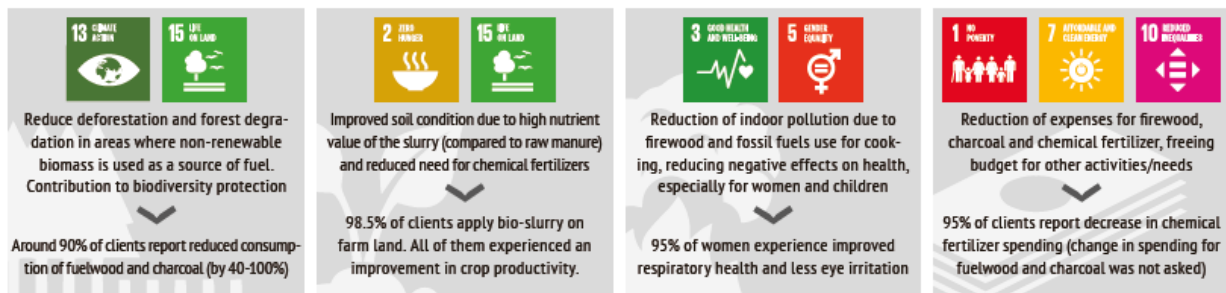 13 CLIMATE
ACTION
15 LIFE
ON LAND
Reduce deforestation and forest degra-
dation in areas where non-renewable
biomass is used as a source of fuel.
Contribution to biodiversity protection
Around 90% of clients report reduced consump-
tion of fuelwood and charcoal (by 40-100%)
2 ZERO
HUNGER
15 LIFE
ON LAND
Improved soil condition due to high nutrient
value of the slurry (compared to raw manure)
and reduced need for chemical fertilizers
98.5% of clients apply bio-slurry on
farm land. All of them experienced an
improvement in crop productivity.
3 GOOD HEALTH
AND WELL-BEING
5 GENDER
EQUALITY
Reduction of indoor pollution due to
firewood and fossil fuels use for cook-
ing, reducing negative effects on health,
especially for women and children
95% of women experience improved
respiratory health and less eye irritation
1 NO
POVERTY
7 AFFORDABLE AND
CLEAN ENERGY
10 REDUCED
INEQUALITIES
Reduction of expenses for firewood,
charcoal and chemical fertilizer, freeing
budget for other activities/needs
95% of clients report decrease in chemical
fertilizer spending (change in spending for
fuelwood and charcoal was not asked)